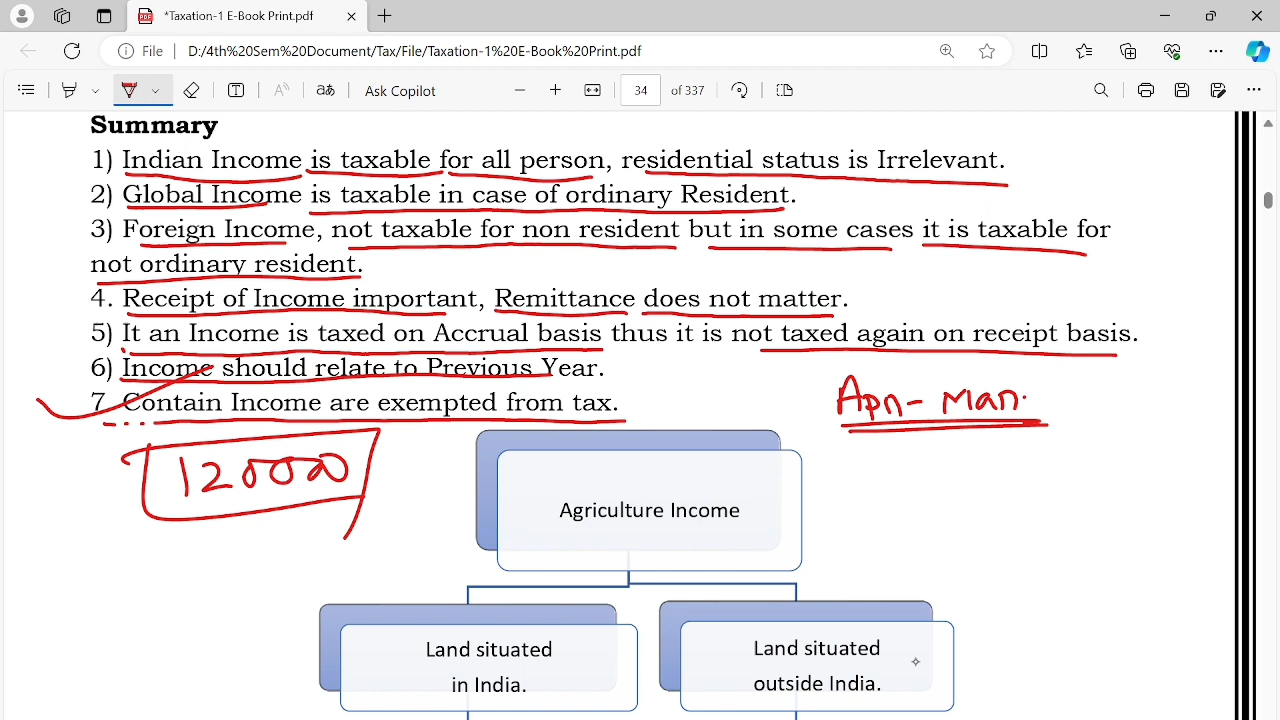 *Taxation-1 E-Book Print.pdf
File D:/4th%20Sem%20Document/Tax/File/Taxation-1%20E-Book%20Print.pdf
Ask Copilot 34 of 337
Summary
1) Indian Income is taxable for all person, residential status is Irrelevant.
2) Global Income is taxable in case of ordinary Resident.
3) Foreign Income, not taxable for non resident but in some cases it is taxable for
not ordinary resident.
4. Receipt of Income important, Remittance does not matter.
5) It an Income is taxed on Accrual basis thus it is not taxed again on receipt basis.
6) Income should relate to Previous Year.
7. Contain Income are exempted from tax.
Apn- Man.
120000
Agriculture Income
Land situated
in India.
Land situated
outside India.